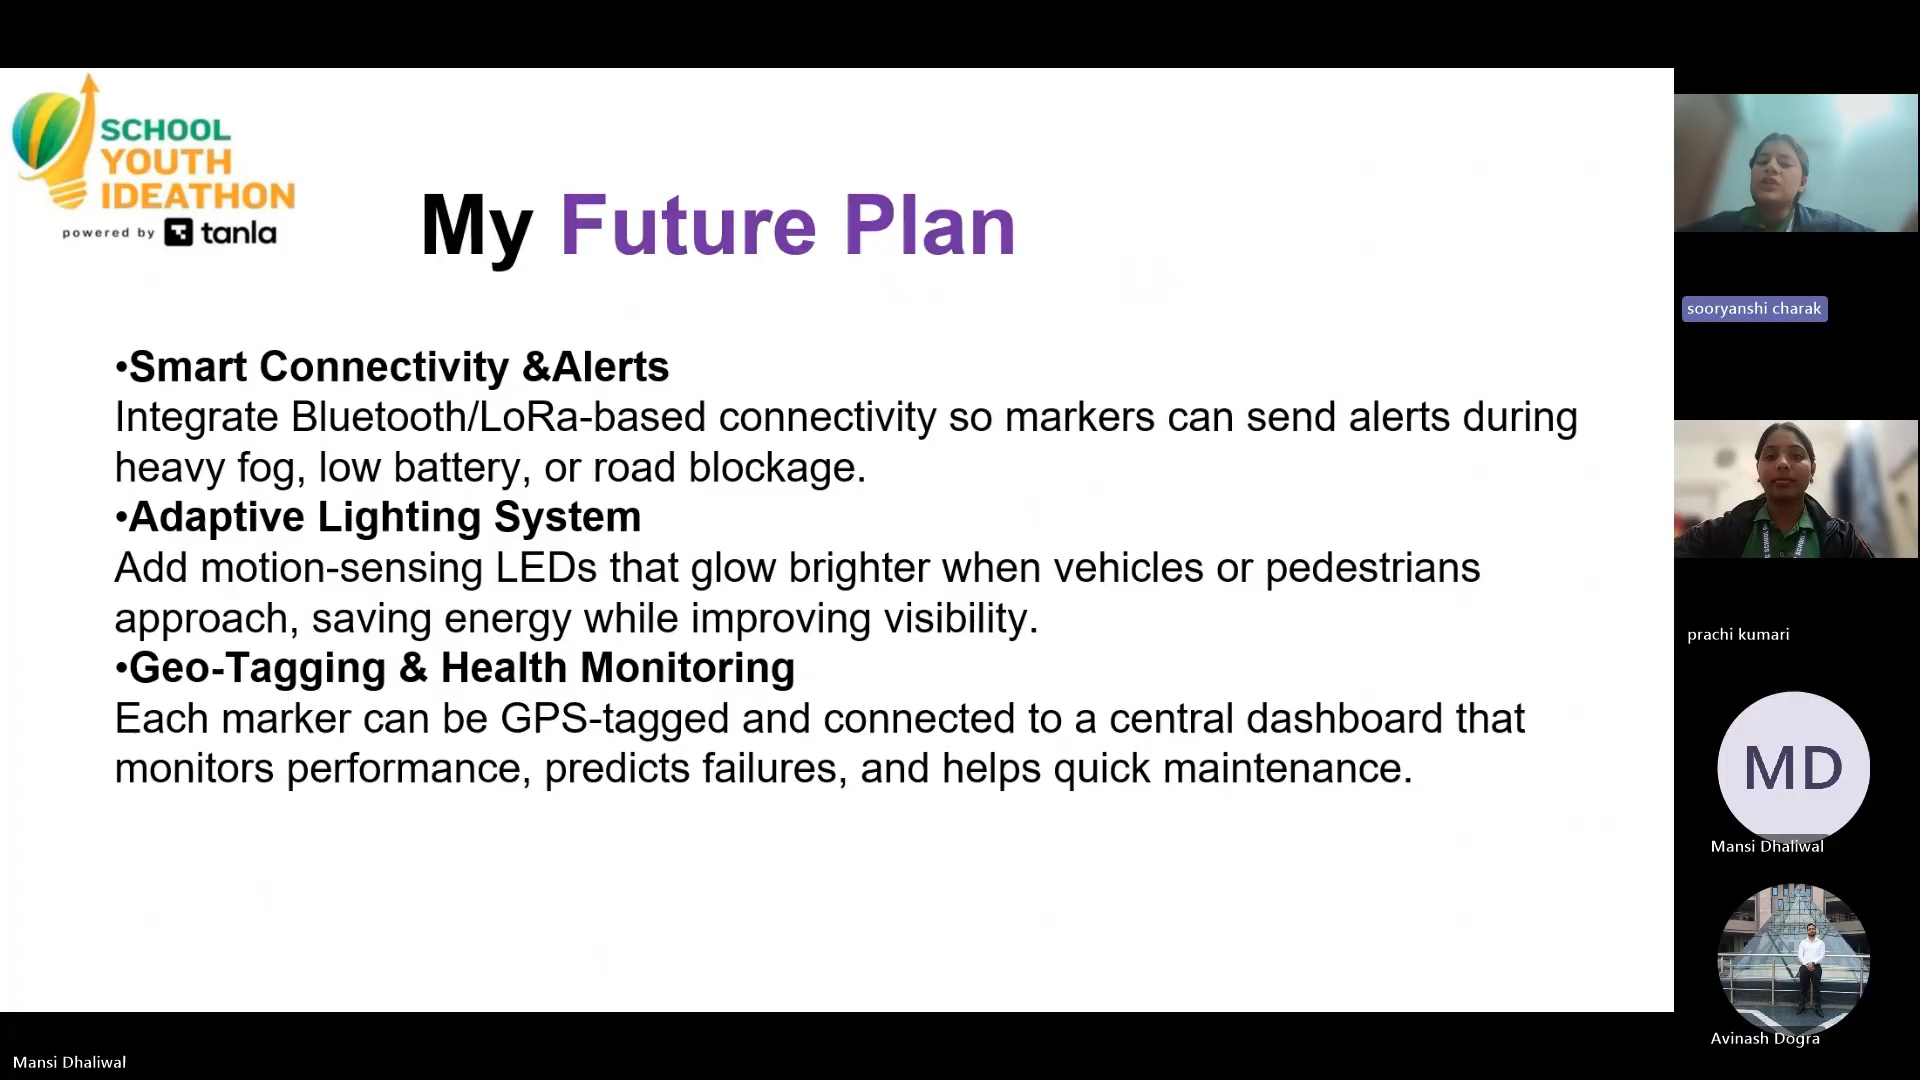 SCHOOL
YOUTH
IDEATHON
powered by tanla
My Future Plan
•Smart Connectivity &Alerts
Integrate Bluetooth/LoRa-based connectivity so markers can send alerts during
heavy fog, low battery, or road blockage.
•Adaptive Lighting System
Add motion-sensing LEDs that glow brighter when vehicles or pedestrians
approach, saving energy while improving visibility.
•Geo-Tagging & Health Monitoring
Each marker can be GPS-tagged and connected to a central dashboard that
monitors performance, predicts failures, and helps quick maintenance.
sooryanshi charak
prachi kumari
MD
Mansi Dhaliwal
Avinash Dogra
Mansi Dhaliwal